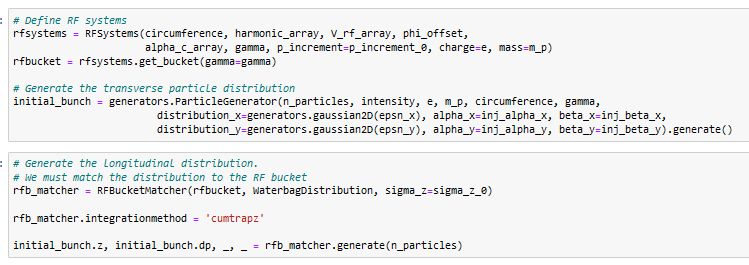 # Define RF systems
rfsystems = RFSystems(circumference, harmonic_array, V_rf_array, phi_offset,
alpha_c_array, gamma, p_increment=p_increment_0, charge=e, mass=m_p)
rfbucket = rfsystems.get_bucket(gamma=gamma)
# Generate the transverse particle distribution
initial_bunch = generators.ParticleGenerator(n_particles, intensity, e, m_p, circumference, gamma,
distribution_x=generators.gaussian2D(epsn_x), alpha_x=inj_alpha_x, beta_x=inj_beta_x,
distribution_y=generators.gaussian2D(epsn_y), alpha_y=inj_alpha_y, beta_y=inj_beta_y).generate()
# Generate the Longitudinal distribution.
# We must match the distribution to the RF bucket
rfb_matcher = RFBucketMatcher(rfbucket, WaterbagDistribution, sigma_z=sigma_z_0)
rfb_matcher.integrationmethod = 'cumtrapz'
initial_bunch.z, initial_bunch.dp, _, _ = rfb_matcher.generate(n_particles)